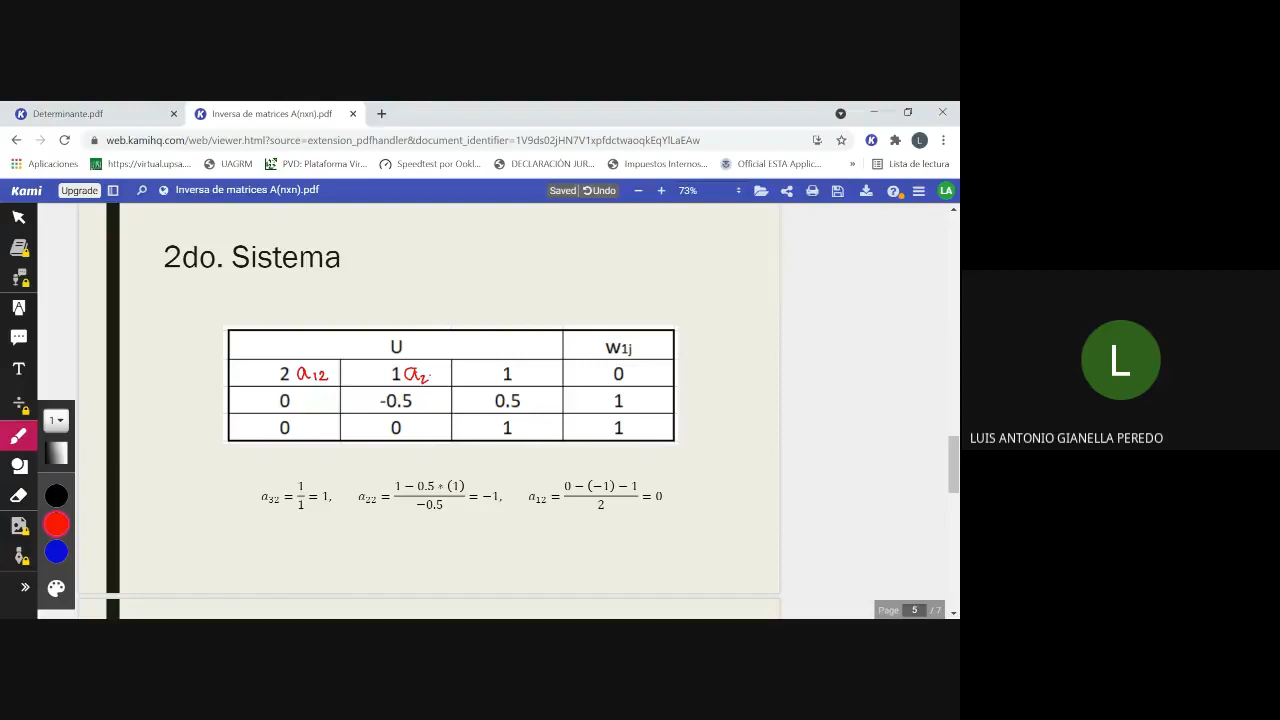 Determinante.pdf
Inversa de matrices A(nxn).pdf
web.kamihq.com/web/viewer.html?source=extension_pdfhandler&document_identifier=1V9ds02jHN7V1xpfdctwaoqkEqYlLaEAw
Aplicaciones https://virtual.upsa.... UAGRM PVD: Plataforma Vir... Speedtest por Ookl... DECLARACIÓN JUR... Impuestos Internos... Official ESTA Applic... » Lista de lectura
Kami Upgrade Inversa de matrices A(nxn).pdf Saved Undo 73% LA
2do. Sistema
U w1j
2 a12 1 a2 1 0
0 -0.5 0.5 1
0 0 1 1
a32 = 1/1 = 1, a22 = (1 − 0.5 * (1))/−0.5 = −1, a12 = (0 − (−1) − 1)/2 = 0
1
L
LUIS ANTONIO GIANELLA PEREDO
Page 5 / 7